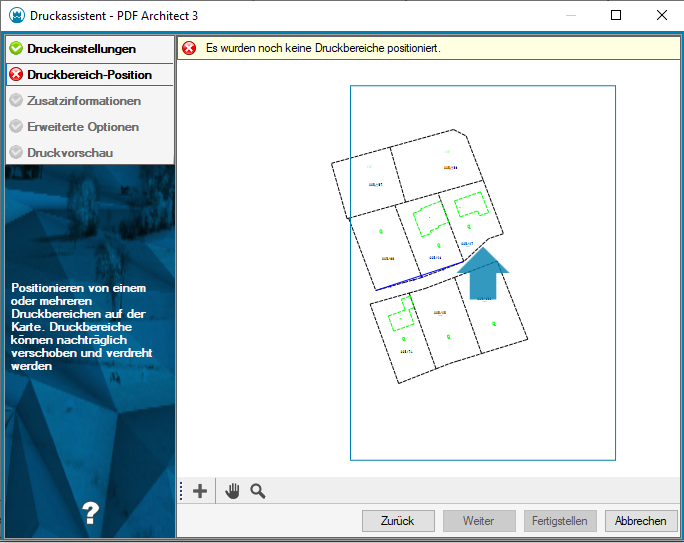 Druckassistent - PDF Architect 3
Druckeinstellungen
Druckbereich-Position
Zusatzinformationen
Erweiterte Optionen
Druckvorschau
Es wurden noch keine Druckbereiche positioniert.
Positionieren von einem
oder mehreren
Druckbereichen auf der
Karte. Druckbereiche
können nachträglich
verschoben und verdreht
werden
?
Zurück
Weiter
Fertigstellen
Abbrechen